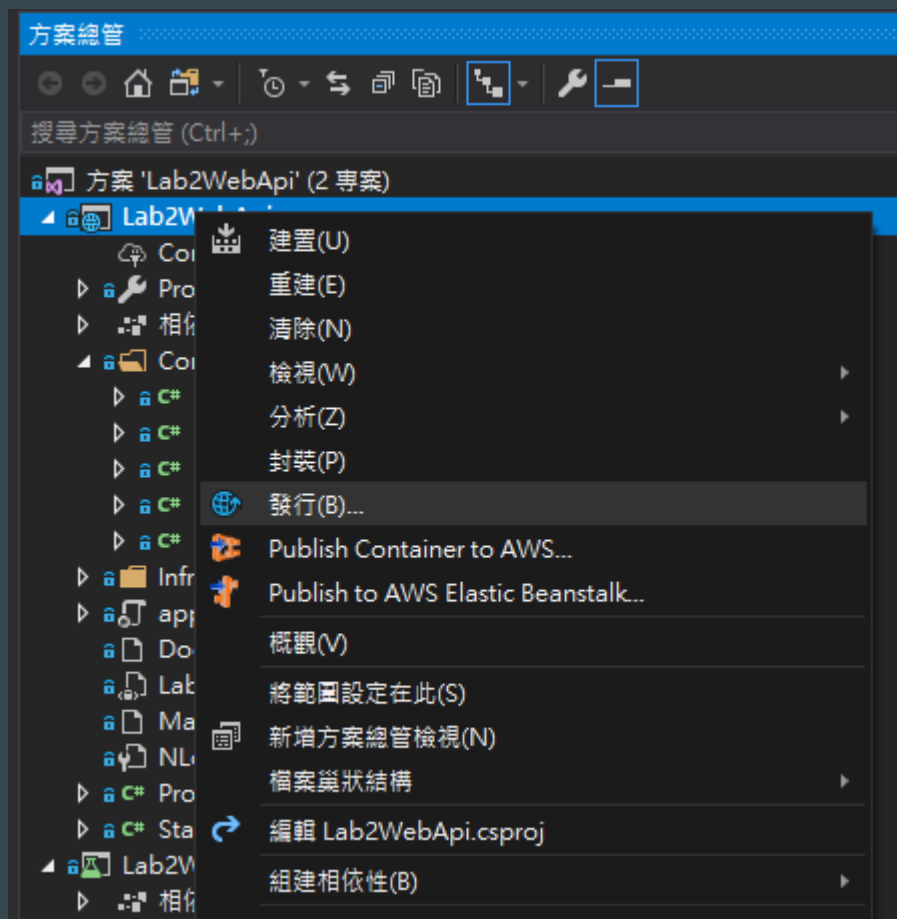 方案總管
搜尋方案總管 (Ctrl+;)
方案 'Lab2WebApi' (2 專案)
Lab2W
Con
建置(U)
Pro
重建(E)
相依
清除(N)
Con
檢視(W)
C#
分析(Z)
C#
封裝(P)
C#
發行(B)...
C#
Publish Container to AWS...
C#
Infr
Publish to AWS Elastic Beanstalk...
app
概觀(V)
Do
Lab
將範圍設定在此(S)
Ma
新增方案總管檢視(N)
NLo
檔案巢狀結構
C# Pro
C# Sta
編輯 Lab2WebApi.csproj
Lab2W
組建相依性(B)
相依